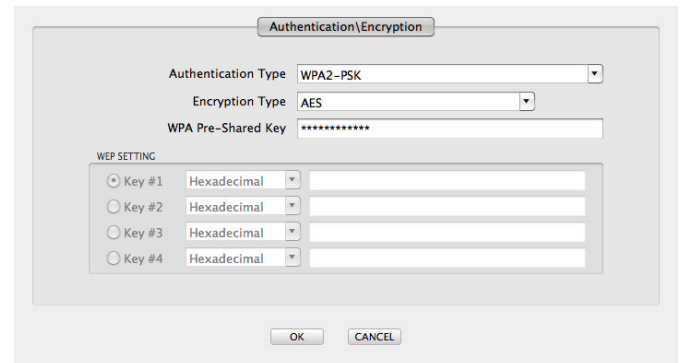 Authentication\Encryption
Authentication Type WPA2-PSK
Encryption Type AES
WPA Pre-Shared Key ************
WEP SETTING
Key #1 Hexadecimal
Key #2 Hexadecimal
Key #3 Hexadecimal
Key #4 Hexadecimal
OK CANCEL